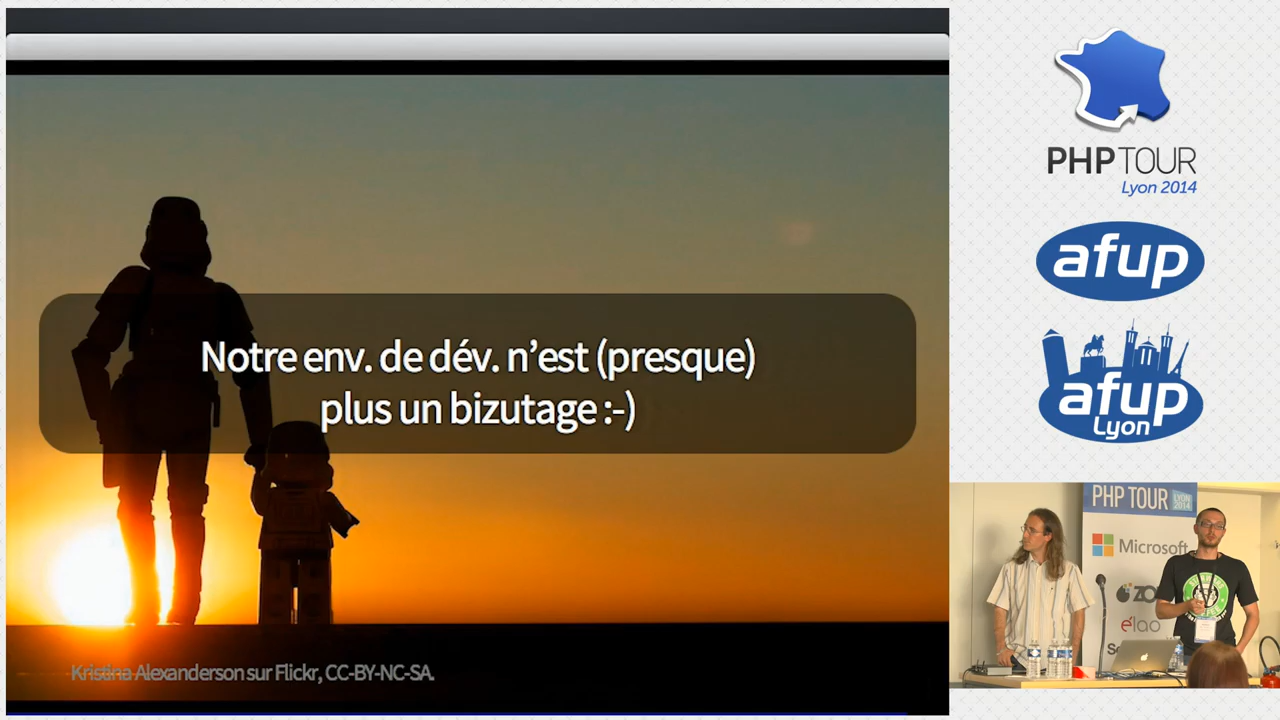 Notre env. de dév. n’est (presque)
plus un bizutage :-)
Kristina Alexanderson sur Flickr, CC-BY-NC-SA.
PHP TOUR
Lyon 2014
afup
afup
Lyon
PHP TOUR LYON 2014
Microsoft
élao